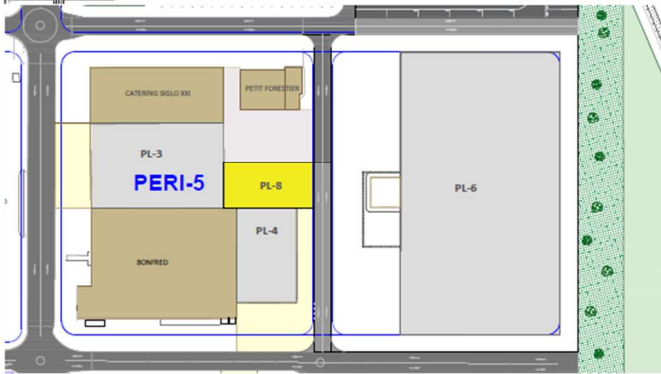 CATERING SIGLO XXI
PETIT FORESTIER
PL-3
PERI-5
PL-8
PL-6
PL-4
BONFRED